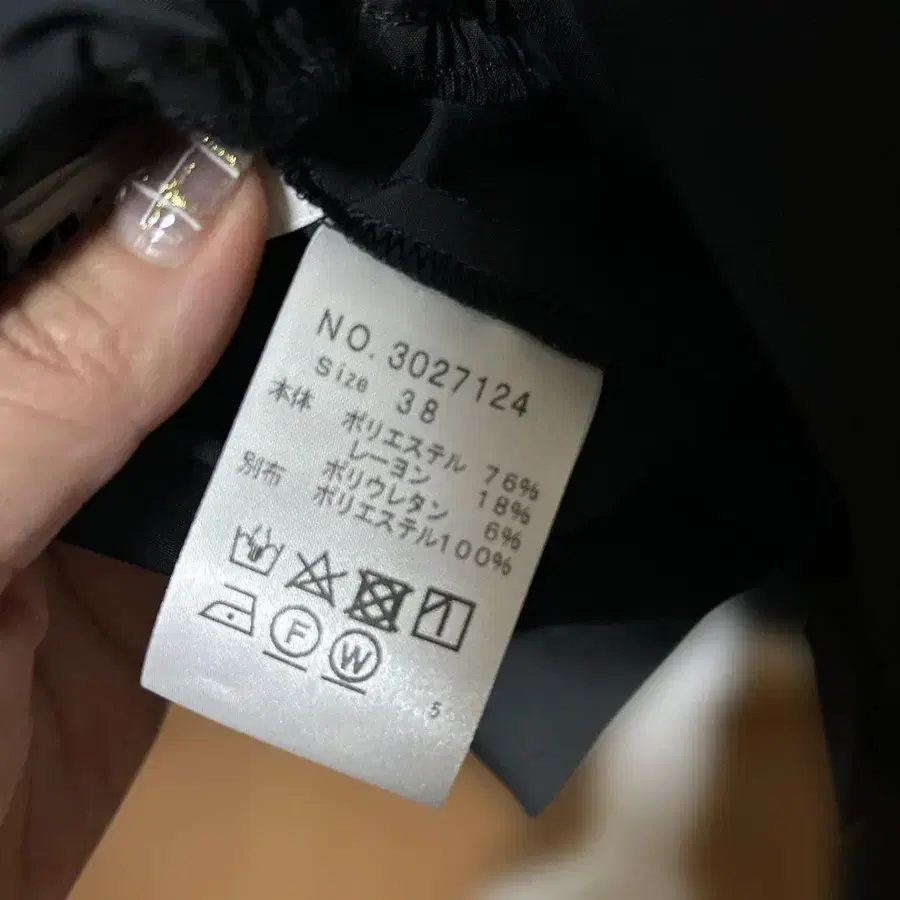 NO. 3027124
Size 38
本体 ポリエステル 76%
レーヨン 18%
ポリウレタン 6%
別布 ポリエステル100%
F W
5